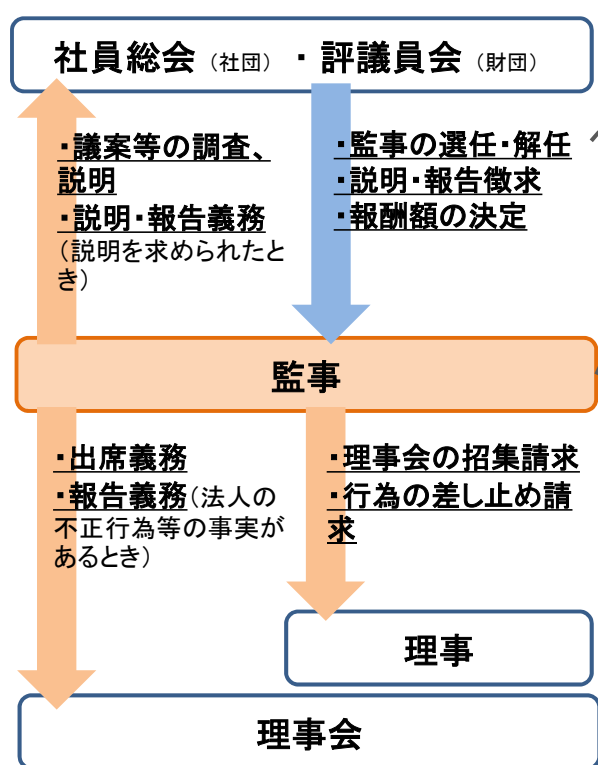 社員総会（社団）・評議員会（財団）
・議案等の調査、
説明
・説明・報告義務
（説明を求められたと
き）
・監事の選任・解任
・説明・報告徴求
・報酬額の決定
監事
・出席義務
・報告義務（法人の
不正行為等の事実が
あるとき）
・理事会の招集請求
・行為の差し止め請
求
理事
理事会